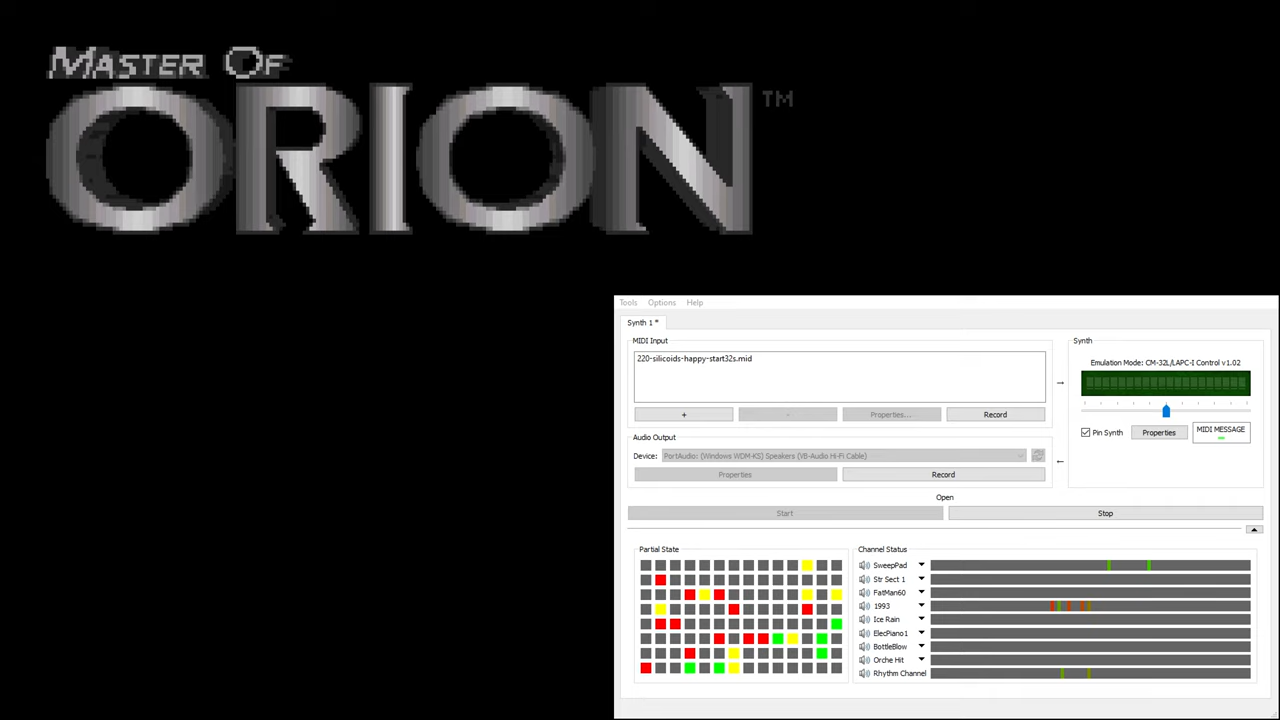 MASTER OF
ORION™
Tools Options Help
Synth 1 *
MIDI Input
220-silicoids-happy-start32s.mid
+ - Properties... Record
Audio Output
Device: PortAudio: (Windows WDM-KS) Speakers (VB-Audio Hi-Fi Cable)
Properties Record
Synth
Emulation Mode: CM-32L/LAPC-I Control v1.02
Pin Synth Properties MIDI MESSAGE
Open
Start Stop
Partial State
Channel Status
SweepPad
Str Sect 1
FatMan60
1993
Ice Rain
ElecPiano1
BottleBlow
Orche Hit
Rhythm Channel